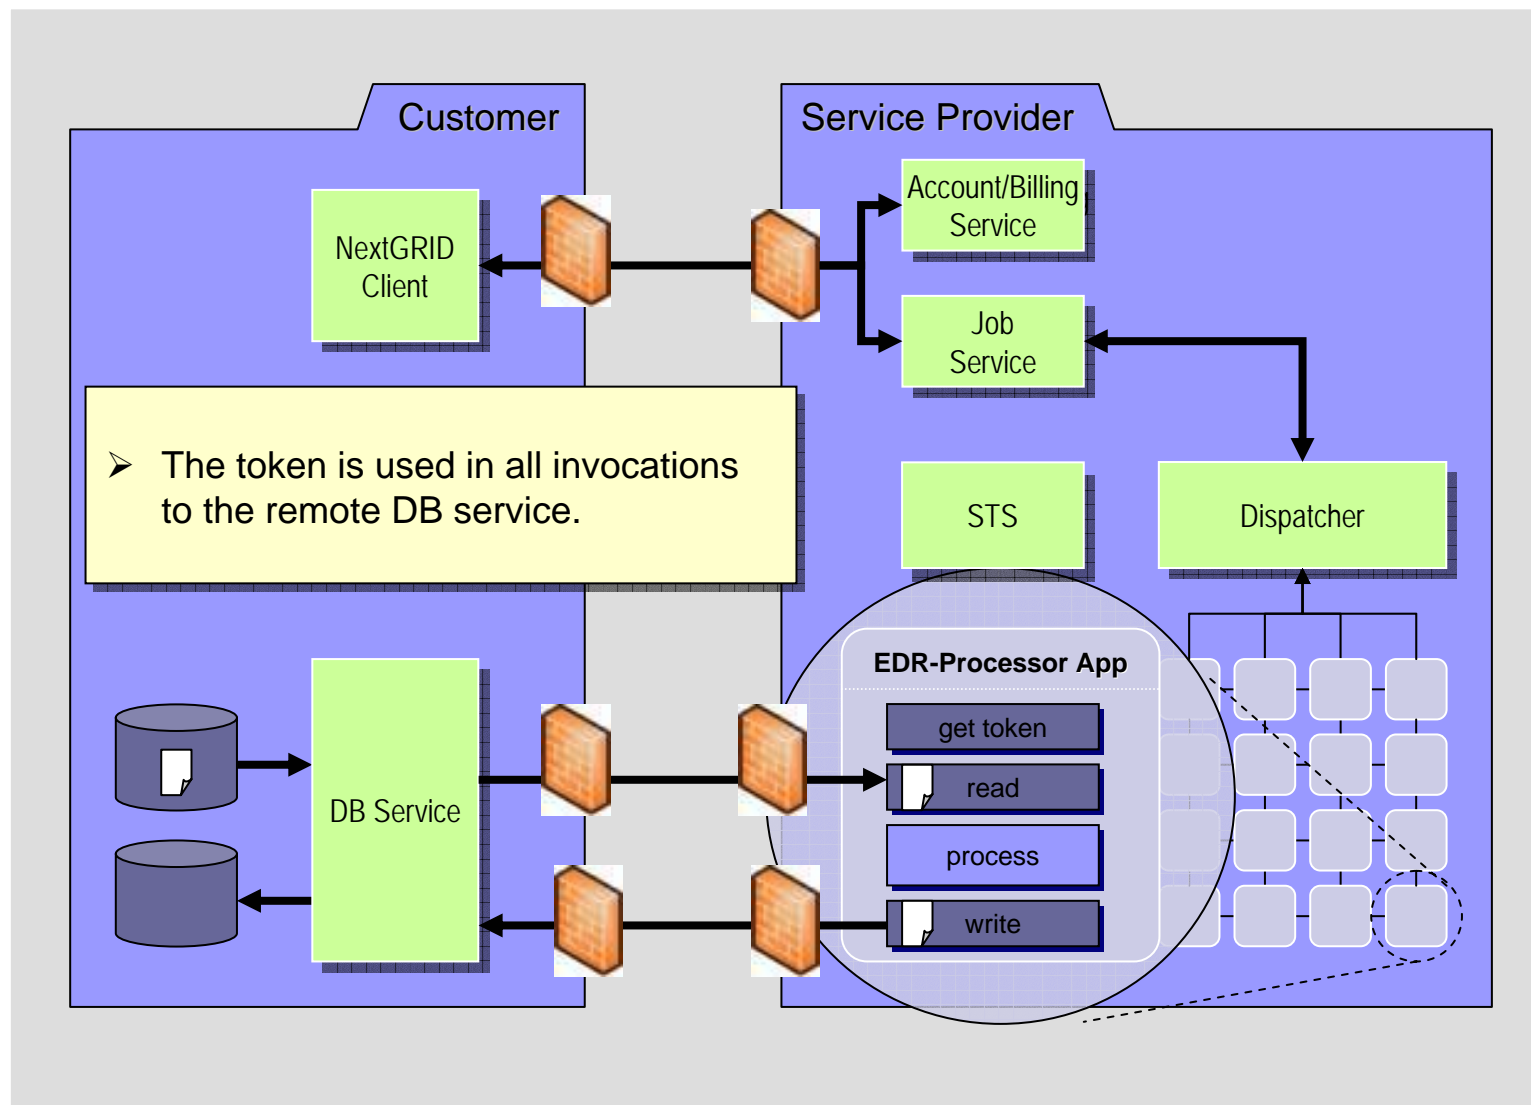 Customer
Service Provider
Account/Billing
Service
NextGRID
Client
Job
Service
➢ The token is used in all invocations
to the remote DB service.
STS
Dispatcher
EDR-Processor App
get token
read
DB Service
process
write